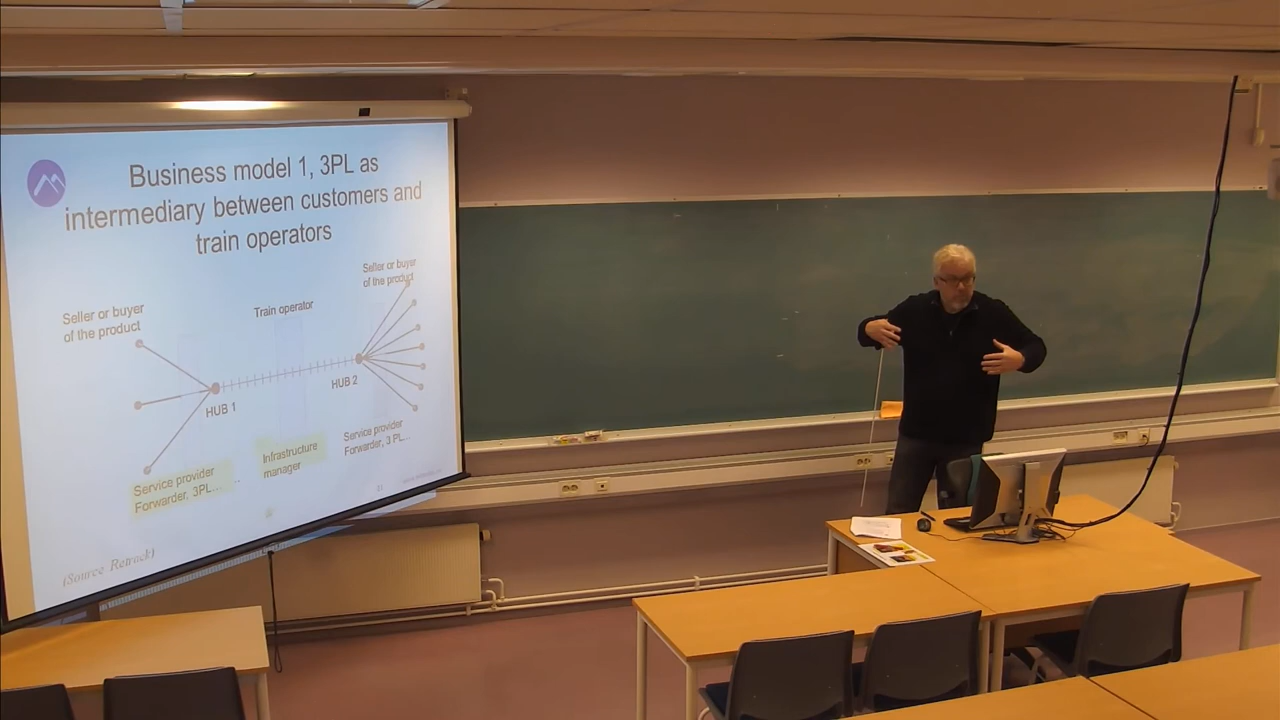 Business model 1, 3PL as
intermediary between customers and
train operators
Seller or buyer
of the product
Train operator
Seller or buyer
of the product
HUB 1
HUB 2
Service provider
Forwarder, 3PL...
Infrastructure
manager
Service provider
Forwarder, 3 PL...
(Source Retrack)